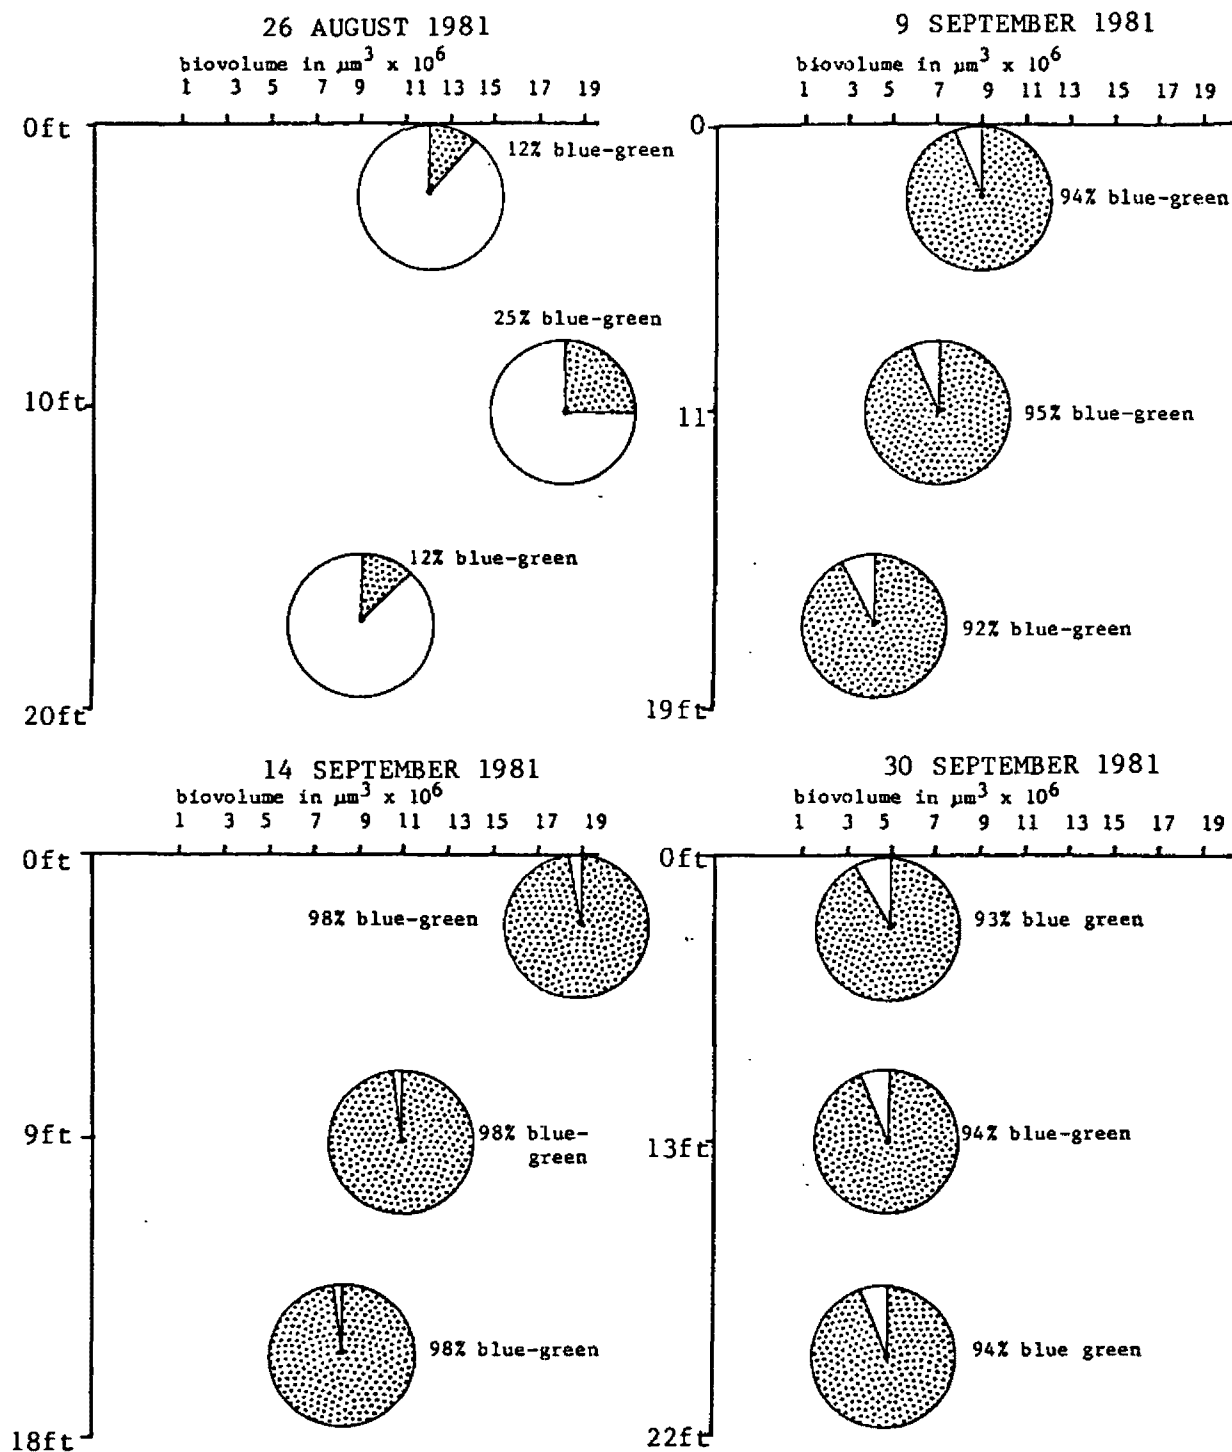 26 AUGUST 1981
biovolume in µm³ x 10⁶
1 3 5 7 9 11 13 15 17 19
0ft
12% blue-green
25% blue-green
10ft
12% blue-green
20ft
9 SEPTEMBER 1981
biovolume in µm³ x 10⁶
1 3 5 7 9 11 13 15 17 19
0
94% blue-green
11
95% blue-green
92% blue-green
19ft
14 SEPTEMBER 1981
biovolume in µm³ x 10⁶
1 3 5 7 9 11 13 15 17 19
0ft
98% blue-green
9ft
98% blue-
green
98% blue-green
18ft
30 SEPTEMBER 1981
biovolume in µm³ x 10⁶
1 3 5 7 9 11 13 15 17 19
0ft
93% blue green
13ft
94% blue-green
94% blue green
22ft